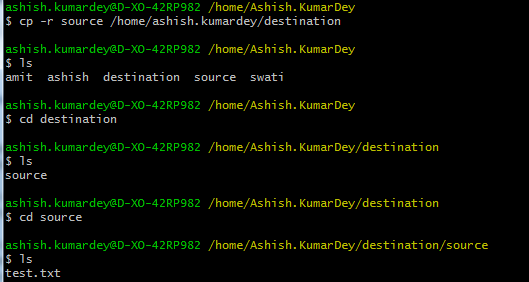 ashish.kumardey@D-XO-42RP982 /home/Ashish.KumarDey
$ cp -r source /home/ashish.kumardey/destination
ashish.kumardey@D-XO-42RP982 /home/Ashish.KumarDey
$ ls
amit  ashish  destination  source  swati
ashish.kumardey@D-XO-42RP982 /home/Ashish.KumarDey
$ cd destination
ashish.kumardey@D-XO-42RP982 /home/Ashish.KumarDey/destination
$ ls
source
ashish.kumardey@D-XO-42RP982 /home/Ashish.KumarDey/destination
$ cd source
ashish.kumardey@D-XO-42RP982 /home/Ashish.KumarDey/destination/source
$ ls
test.txt